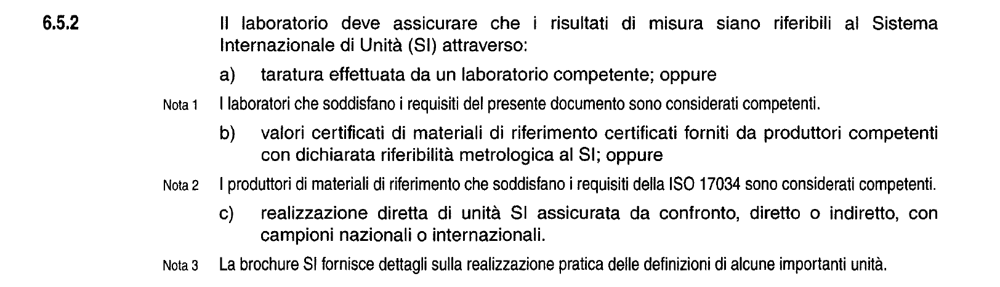 6.5.2 Il laboratorio deve assicurare che i risultati di misura siano riferibili al Sistema
Internazionale di Unità (SI) attraverso:
a) taratura effettuata da un laboratorio competente; oppure
Nota 1 I laboratori che soddisfano i requisiti del presente documento sono considerati competenti.
b) valori certificati di materiali di riferimento certificati forniti da produttori competenti
con dichiarata riferibilità metrologica al SI; oppure
Nota 2 I produttori di materiali di riferimento che soddisfano i requisiti della ISO 17034 sono considerati competenti.
c) realizzazione diretta di unità SI assicurata da confronto, diretto o indiretto, con
campioni nazionali o internazionali.
Nota 3 La brochure SI fornisce dettagli sulla realizzazione pratica delle definizioni di alcune importanti unità.